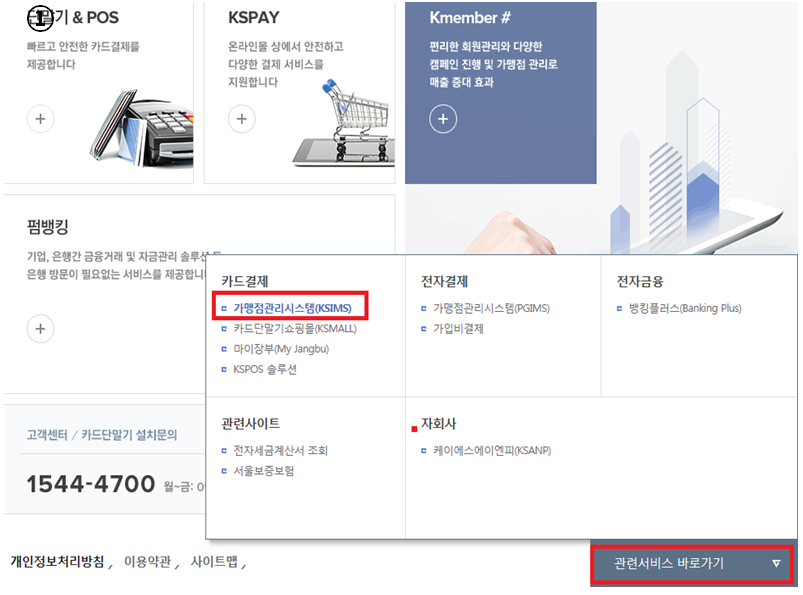 ① 단말기 & POS
빠르고 안전한 카드결제를
제공합니다
+
KSPAY
온라인몰 상에서 안전하고
다양한 결제 서비스를
지원합니다
+
Kmember #
편리한 회원관리와 다양한
캠페인 진행 및 가맹점 관리로
매출 증대 효과
+
펌뱅킹
기업, 은행간 금융거래 및 자금관리 솔루션
은행 방문이 필요없는 서비스를 제공합니
+
카드결제
가맹점관리시스템(KSIMS)
카드단말기쇼핑몰(KSMALL)
마이장부(My Jangbu)
KSPOS 솔루션
전자결제
가맹점관리시스템(PGIMS)
가입비결제
전자금융
뱅킹플러스(Banking Plus)
관련사이트
전자세금계산서 조회
서울보증보험
자회사
케이에스에이엔피(KSANP)
고객센터 / 카드단말기 설치문의
1544-4700 월~금:
개인정보처리방침 이용약관 사이트맵
관련서비스 바로가기 ▽